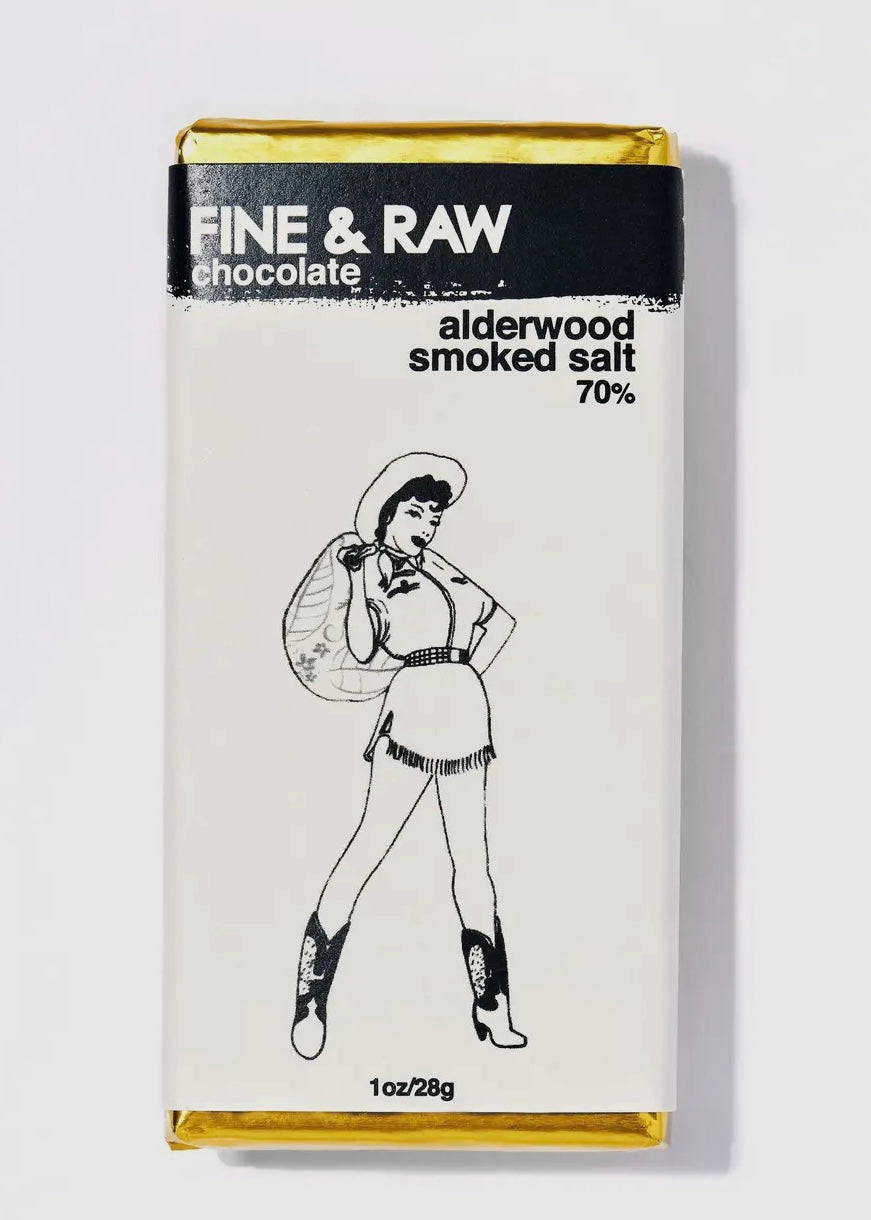 FINE & RAW
chocolate
alderwood
smoked salt
70%
1oz/28g